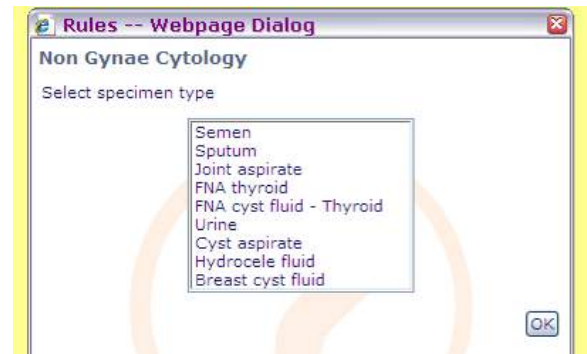 Rules -- Webpage Dialog
Non Gynae Cytology
Select specimen type
Semen
Sputum
Joint aspirate
FNA thyroid
FNA cyst fluid - Thyroid
Urine
Cyst aspirate
Hydrocele fluid
Breast cyst fluid
OK